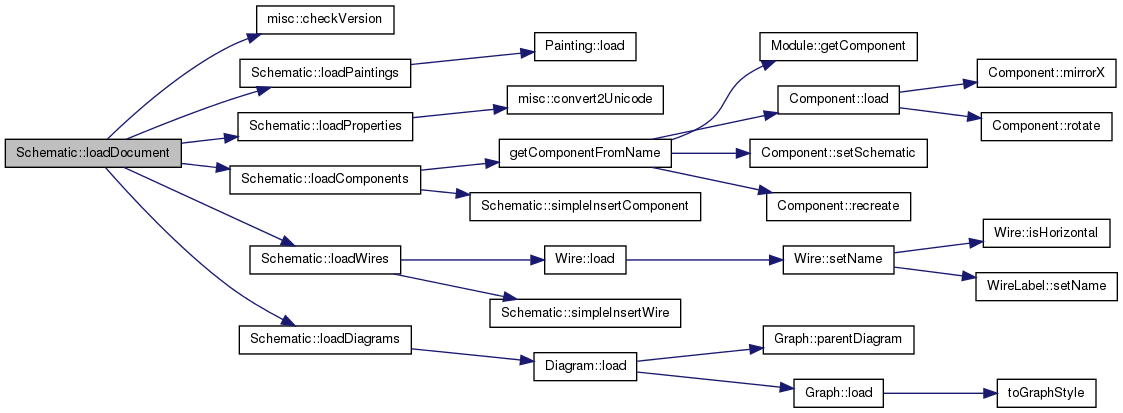 misc::checkVersion
Module::getComponent
Painting::load
Schematic::loadPaintings
Component::mirrorX
misc::convert2Unicode
Component::load
Schematic::loadProperties
Component::rotate
Schematic::loadDocument
getComponentFromName
Component::setSchematic
Schematic::loadComponents
Schematic::simpleInsertComponent
Component::recreate
Wire::isHorizontal
Schematic::loadWires
Wire::load
Wire::setName
WireLabel::setName
Schematic::simpleInsertWire
Schematic::loadDiagrams
Graph::parentDiagram
Diagram::load
Graph::load
toGraphStyle